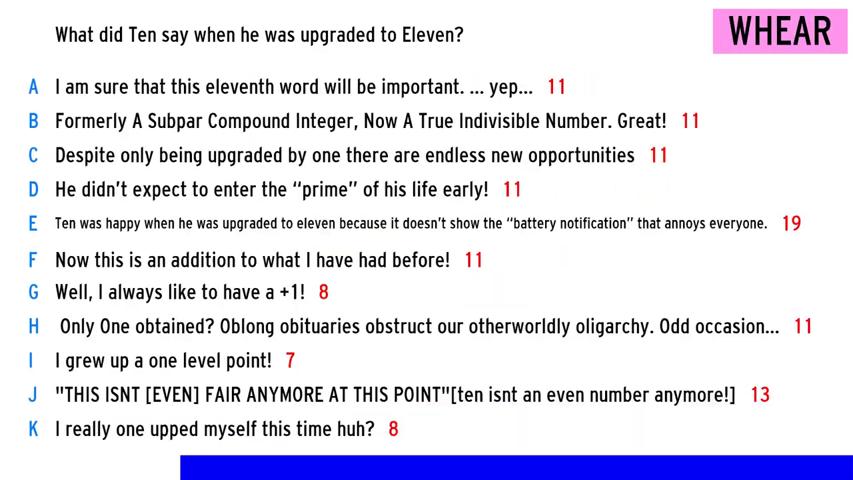 What did Ten say when he was upgraded to Eleven?
WHEAR
A I am sure that this eleventh word will be important. ... yep... 11
B Formerly A Subpar Compound Integer, Now A True Indivisible Number. Great! 11
C Despite only being upgraded by one there are endless new opportunities 11
D He didn't expect to enter the “prime” of his life early! 11
E Ten was happy when he was upgraded to eleven because it doesn't show the “battery notification” that annoys everyone. 19
F Now this is an addition to what I have had before! 11
G Well, I always like to have a +1! 8
H Only One obtained? Oblong obituaries obstruct our otherworldly oligarchy. Odd occasion... 11
I I grew up a one level point! 7
J "THIS ISNT [EVEN] FAIR ANYMORE AT THIS POINT"[ten isnt an even number anymore!] 13
K I really one upped myself this time huh? 8